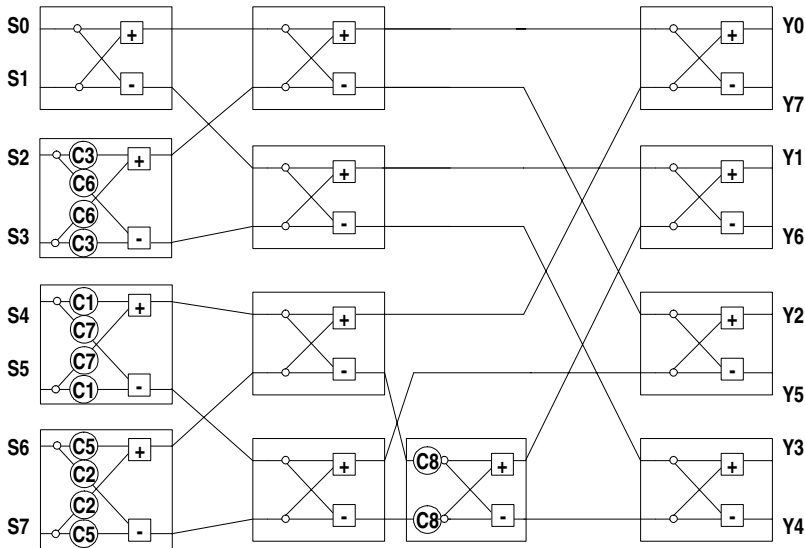 S0 + + + Y0
S1 - - - Y7
S2 C3 + + + Y1
C6
C6
S3 C3 - - - Y6
S4 C1 + + + Y2
C7
C7
S5 C1 - - - Y5
S6 C5 + + C8 + + Y3
C2
C2
S7 C5 - - C8 - - Y4